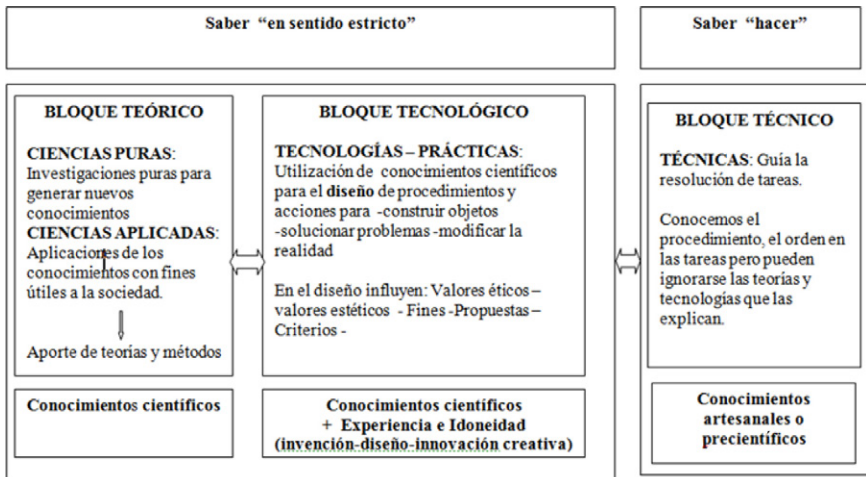 Saber “en sentido estricto”
Saber “hacer”
BLOQUE TEÓRICO
CIENCIAS PURAS:
Investigaciones puras para
generar nuevos
conocimientos
CIENCIAS APLICADAS:
Aplicaciones de los
conocimientos con fines
útiles a la sociedad.
Aporte de teorías y métodos
Conocimientos científicos
BLOQUE TECNOLÓGICO
TECNOLOGÍAS – PRÁCTICAS:
Utilización de conocimientos científicos
para el diseño de procedimientos y
acciones para -construir objetos
-solucionar problemas -modificar la
realidad
En el diseño influyen: Valores éticos –
valores estéticos - Fines -Propuestas –
Criterios -
Conocimientos científicos
+ Experiencia e Idoneidad
(invención-diseño-innovación creativa)
BLOQUE TÉCNICO
TÉCNICAS: Guía la
resolución de tareas.
Conocemos el
procedimiento, el orden en
las tareas pero pueden
ignorarse las teorías y
tecnologías que las
explican.
Conocimientos
artesanales o
precientíficos